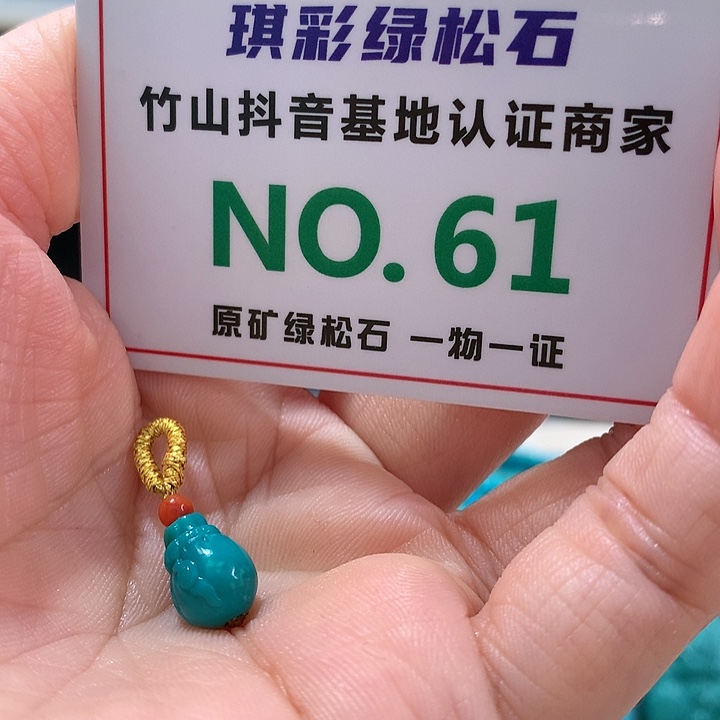 琪彩绿松石
竹山抖音基地认证商家
NO.61
原矿绿松石 一物一证